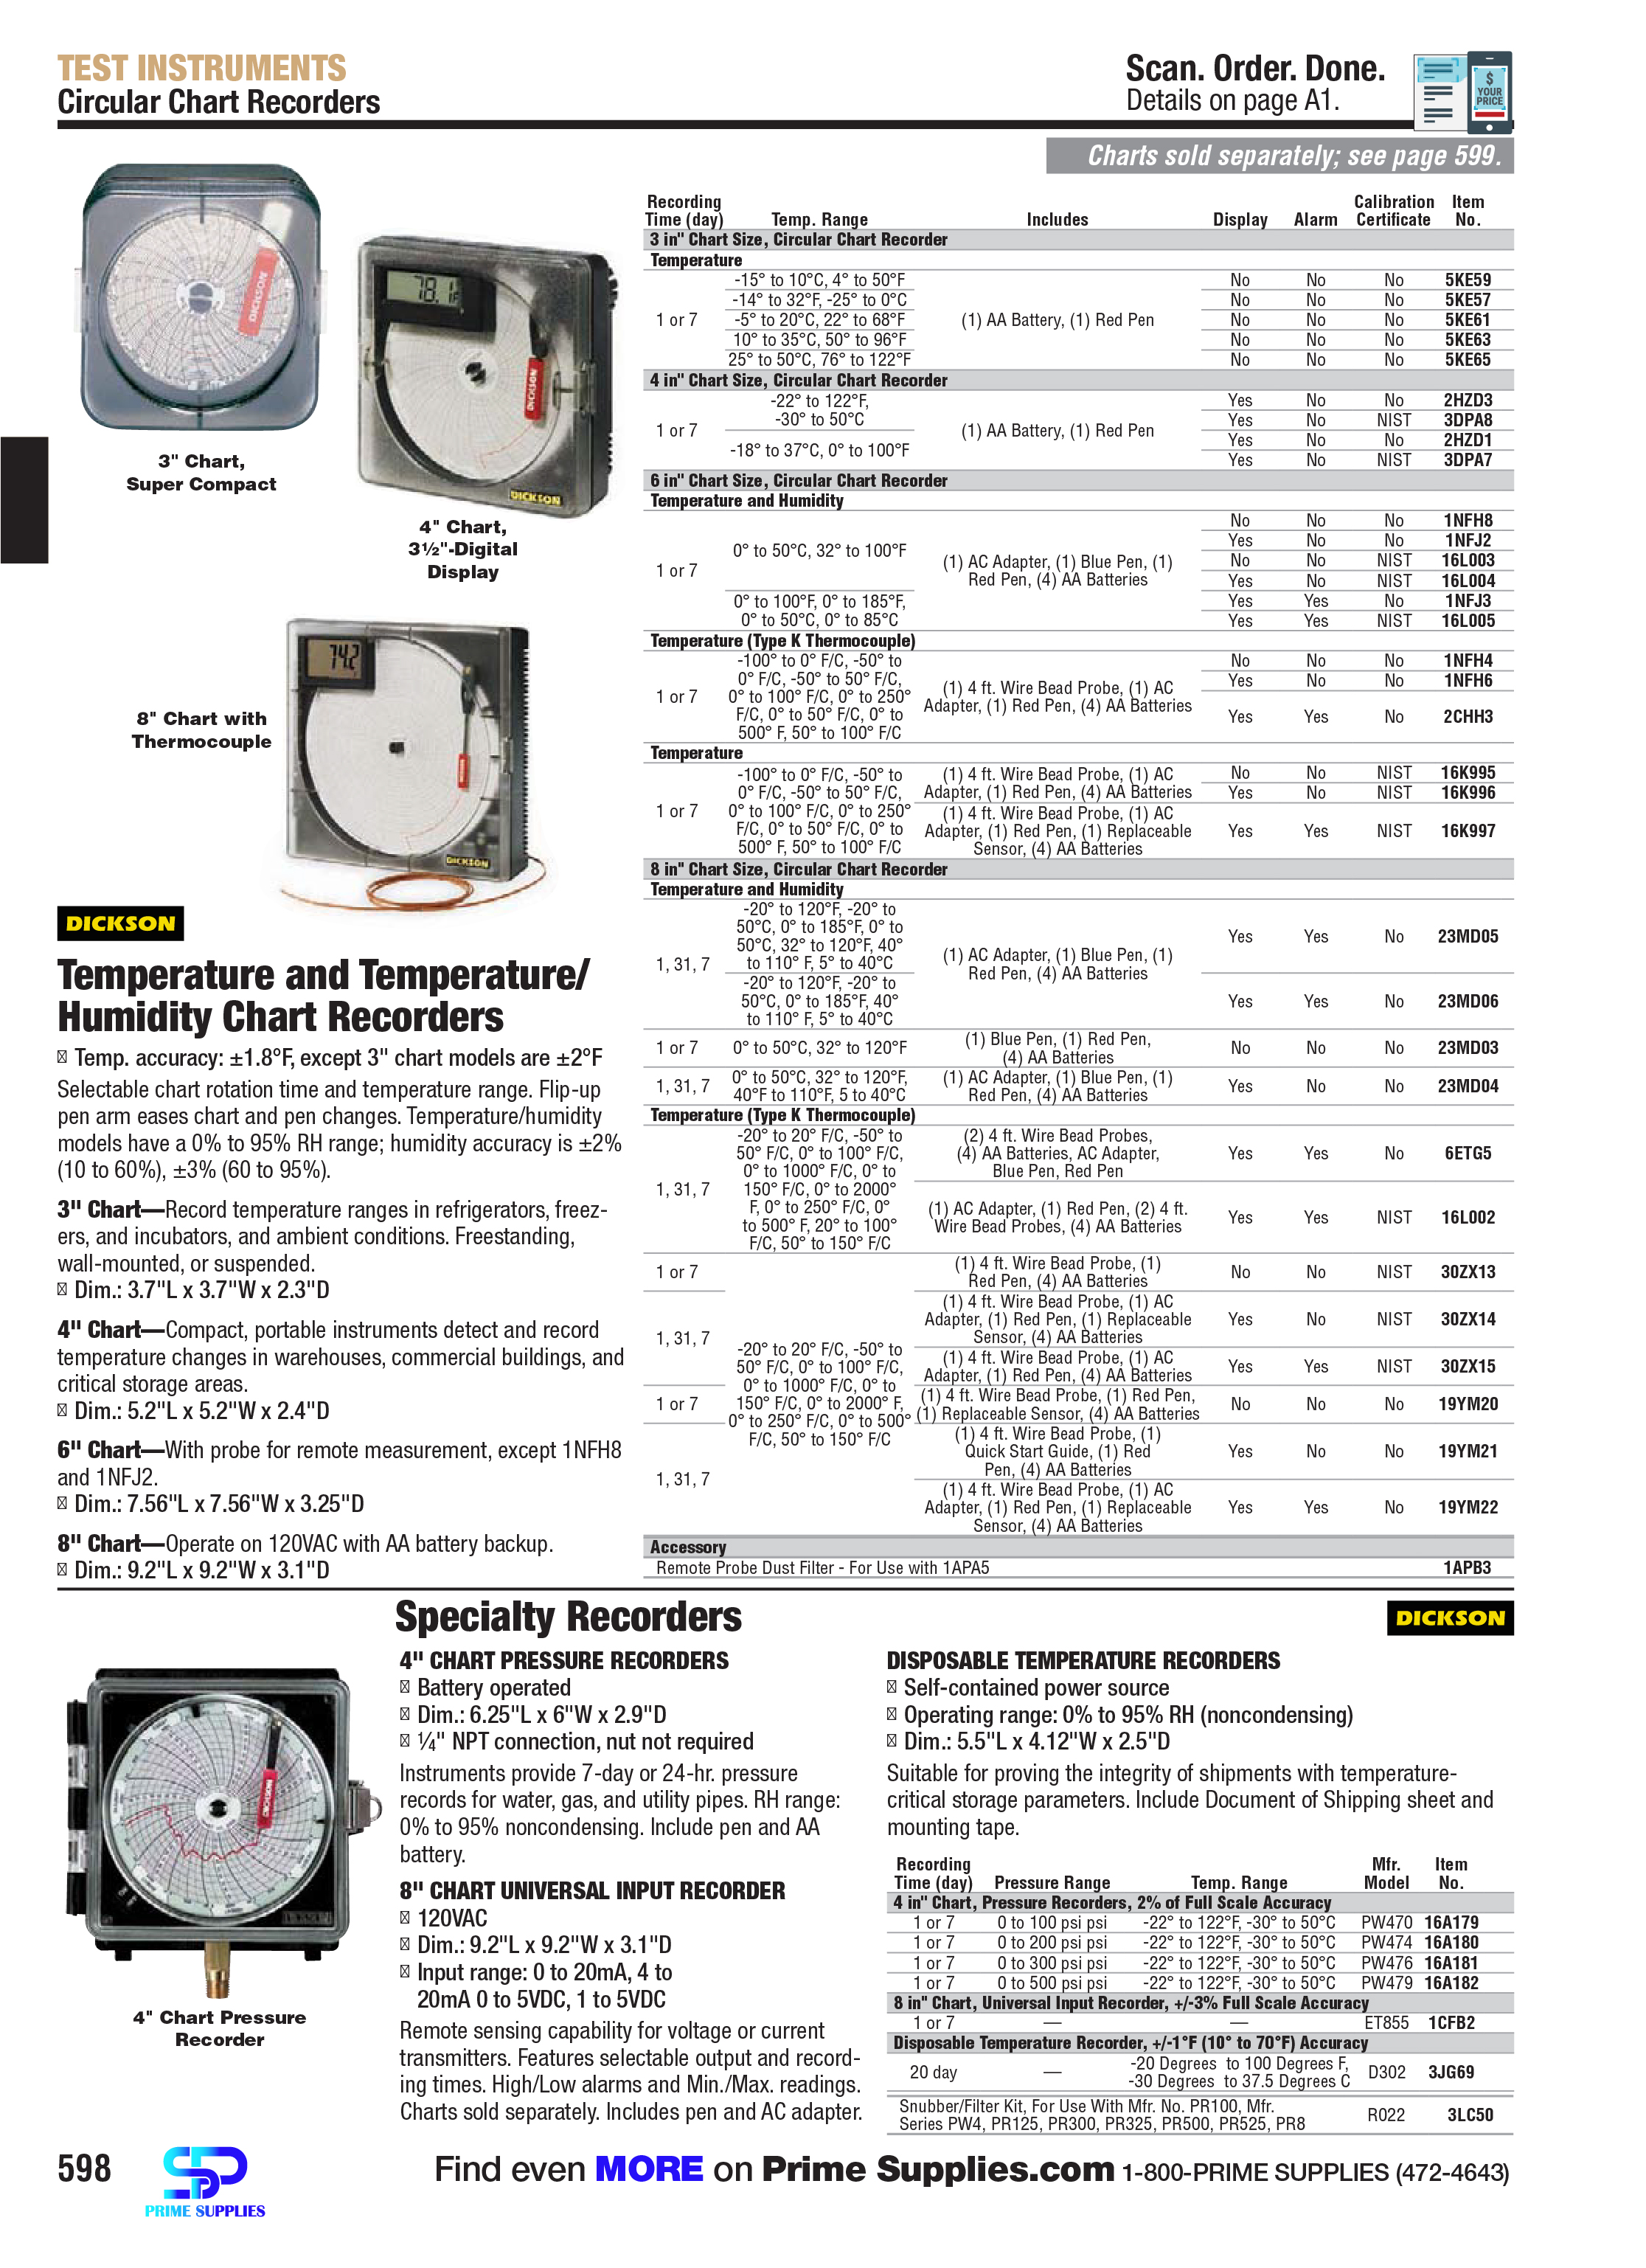 TEST INSTRUMENTS
Circular Chart Recorders
Scan. Order. Done.
Details on page A1.
$
YOUR
PRICE
Charts sold separately; see page 599.
3" Chart,
Super Compact
78.1
DICKSON
4" Chart,
3½"-Digital
Display
8" Chart with
Thermocouple
74.2
DICKSON
DICKSON
Temperature and Temperature/
Humidity Chart Recorders
Temp. accuracy: ±1.8°F, except 3" chart models are ±2°F
Selectable chart rotation time and temperature range. Flip-up
pen arm eases chart and pen changes. Temperature/humidity
models have a 0% to 95% RH range; humidity accuracy is ±2%
(10 to 60%), ±3% (60 to 95%).
3" Chart—Record temperature ranges in refrigerators, freez-
ers, and incubators, and ambient conditions. Freestanding,
wall-mounted, or suspended.
Dim.: 3.7"L x 3.7"W x 2.3"D
4" Chart—Compact, portable instruments detect and record
temperature changes in warehouses, commercial buildings, and
critical storage areas.
Dim.: 5.2"L x 5.2"W x 2.4"D
6" Chart—With probe for remote measurement, except 1NFH8
and 1NFJ2.
Dim.: 7.56"L x 7.56"W x 3.25"D
8" Chart—Operate on 120VAC with AA battery backup.
Dim.: 9.2"L x 9.2"W x 3.1"D
Recording Calibration Item
Time (day) Temp. Range Includes Display Alarm Certificate No.
3 in" Chart Size, Circular Chart Recorder
Temperature
-15° to 10°C, 4° to 50°F No No No 5KE59
-14° to 32°F, -25° to 0°C No No No 5KE57
1 or 7 -5° to 20°C, 22° to 68°F (1) AA Battery, (1) Red Pen No No No 5KE61
10° to 35°C, 50° to 96°F No No No 5KE63
25° to 50°C, 76° to 122°F No No No 5KE65
4 in" Chart Size, Circular Chart Recorder
-22° to 122°F, Yes No No 2HZD3
-30° to 50°C Yes No NIST 3DPA8
1 or 7 (1) AA Battery, (1) Red Pen Yes No No 2HZD1
-18° to 37°C, 0° to 100°F Yes No NIST 3DPA7
6 in" Chart Size, Circular Chart Recorder
Temperature and Humidity
No No No 1NFH8
0° to 50°C, 32° to 100°F Yes No No 1NFJ2
(1) AC Adapter, (1) Blue Pen, (1) No No NIST 16L003
1 or 7 Red Pen, (4) AA Batteries Yes No NIST 16L004
0° to 100°F, 0° to 185°F, Yes Yes No 1NFJ3
0° to 50°C, 0° to 85°C Yes Yes NIST 16L005
Temperature (Type K Thermocouple)
-100° to 0° F/C, -50° to No No No 1NFH4
0° F/C, -50° to 50° F/C, (1) 4 ft. Wire Bead Probe, (1) AC Yes No No 1NFH6
1 or 7 0° to 100° F/C, 0° to 250° Adapter, (1) Red Pen, (4) AA Batteries
F/C, 0° to 50° F/C, 0° to Yes Yes No 2CHH3
500° F, 50° to 100° F/C
Temperature
-100° to 0° F/C, -50° to (1) 4 ft. Wire Bead Probe, (1) AC No No NIST 16K995
0° F/C, -50° to 50° F/C, Adapter, (1) Red Pen, (4) AA Batteries Yes No NIST 16K996
1 or 7 0° to 100° F/C, 0° to 250° (1) 4 ft. Wire Bead Probe, (1) AC
F/C, 0° to 50° F/C, 0° to Adapter, (1) Red Pen, (1) Replaceable Yes Yes NIST 16K997
500° F, 50° to 100° F/C Sensor, (4) AA Batteries
8 in" Chart Size, Circular Chart Recorder
Temperature and Humidity
-20° to 120°F, -20° to
50°C, 0° to 185°F, 0° to
50°C, 32° to 120°F, 40° Yes Yes No 23MD05
to 110° F, 5° to 40°C (1) AC Adapter, (1) Blue Pen, (1)
1, 31, 7 Red Pen, (4) AA Batteries
-20° to 120°F, -20° to
50°C, 0° to 185°F, 40° Yes Yes No 23MD06
to 110° F, 5° to 40°C
1 or 7 0° to 50°C, 32° to 120°F (1) Blue Pen, (1) Red Pen, No No No 23MD03
(4) AA Batteries
1, 31, 7 0° to 50°C, 32° to 120°F, (1) AC Adapter, (1) Blue Pen, (1) Yes No No 23MD04
40°F to 110°F, 5 to 40°C Red Pen, (4) AA Batteries
Temperature (Type K Thermocouple)
-20° to 20° F/C, -50° to (2) 4 ft. Wire Bead Probes,
50° F/C, 0° to 100° F/C, (4) AA Batteries, AC Adapter, Yes Yes No 6ETG5
0° to 1000° F/C, 0° to Blue Pen, Red Pen
1, 31, 7 150° F/C, 0° to 2000°
F, 0° to 250° F/C, 0° (1) AC Adapter, (1) Red Pen, (2) 4 ft. Yes Yes NIST 16L002
to 500° F, 20° to 100° Wire Bead Probes, (4) AA Batteries
F/C, 50° to 150° F/C
1 or 7 (1) 4 ft. Wire Bead Probe, (1) No No NIST 30ZX13
Red Pen, (4) AA Batteries
(1) 4 ft. Wire Bead Probe, (1) AC
Adapter, (1) Red Pen, (1) Replaceable Yes No NIST 30ZX14
1, 31, 7 Sensor, (4) AA Batteries
-20° to 20° F/C, -50° to (1) 4 ft. Wire Bead Probe, (1) AC Yes Yes NIST 30ZX15
50° F/C, 0° to 100° F/C, Adapter, (1) Red Pen, (4) AA Batteries
0° to 1000° F/C, 0° to
1 or 7 150° F/C, 0° to 2000° F, (1) 4 ft. Wire Bead Probe, (1) Red Pen, No No No 19YM20
0° to 250° F/C, 0° to 500° (1) Replaceable Sensor, (4) AA Batteries
F/C, 50° to 150° F/C (1) 4 ft. Wire Bead Probe, (1)
Quick Start Guide, (1) Red Yes No No 19YM21
1, 31, 7 Pen, (4) AA Batteries
(1) 4 ft. Wire Bead Probe, (1) AC
Adapter, (1) Red Pen, (1) Replaceable Yes Yes No 19YM22
Sensor, (4) AA Batteries
Accessory
Remote Probe Dust Filter - For Use with 1APA5 1APB3
Specialty Recorders
DICKSON
4" Chart Pressure
Recorder
4" CHART PRESSURE RECORDERS
Battery operated
Dim.: 6.25"L x 6"W x 2.9"D
¼" NPT connection, nut not required
Instruments provide 7-day or 24-hr. pressure
records for water, gas, and utility pipes. RH range:
0% to 95% noncondensing. Include pen and AA
battery.
8" CHART UNIVERSAL INPUT RECORDER
120VAC
Dim.: 9.2"L x 9.2"W x 3.1"D
Input range: 0 to 20mA, 4 to
20mA 0 to 5VDC, 1 to 5VDC
Remote sensing capability for voltage or current
transmitters. Features selectable output and record-
ing times. High/Low alarms and Min./Max. readings.
Charts sold separately. Includes pen and AC adapter.
DISPOSABLE TEMPERATURE RECORDERS
Self-contained power source
Operating range: 0% to 95% RH (noncondensing)
Dim.: 5.5"L x 4.12"W x 2.5"D
Suitable for proving the integrity of shipments with temperature-
critical storage parameters. Include Document of Shipping sheet and
mounting tape.
Recording Mfr. Item
Time (day) Pressure Range Temp. Range Model No.
4 in" Chart, Pressure Recorders, 2% of Full Scale Accuracy
1 or 7 0 to 100 psi psi -22° to 122°F, -30° to 50°C PW470 16A179
1 or 7 0 to 200 psi psi -22° to 122°F, -30° to 50°C PW474 16A180
1 or 7 0 to 300 psi psi -22° to 122°F, -30° to 50°C PW476 16A181
1 or 7 0 to 500 psi psi -22° to 122°F, -30° to 50°C PW479 16A182
8 in" Chart, Universal Input Recorder, +/-3% Full Scale Accuracy
1 or 7 — — ET855 1CFB2
Disposable Temperature Recorder, +/-1°F (10° to 70°F) Accuracy
20 day — -20 Degrees to 100 Degrees F, D302 3JG69
-30 Degrees to 37.5 Degrees C
Snubber/Filter Kit, For Use With Mfr. No. PR100, Mfr. R022 3LC50
Series PW4, PR125, PR300, PR325, PR500, PR525, PR8
598
PRIME SUPPLIES
Find even MORE on Prime Supplies.com 1-800-PRIME SUPPLIES (472-4643)